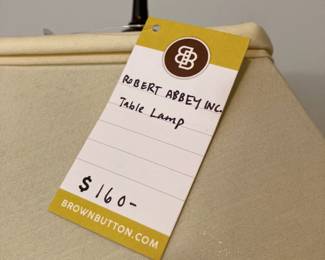 BB
ROBERT ABBEY INC.
Table Lamp
$160-
BROWNBUTTON.COM